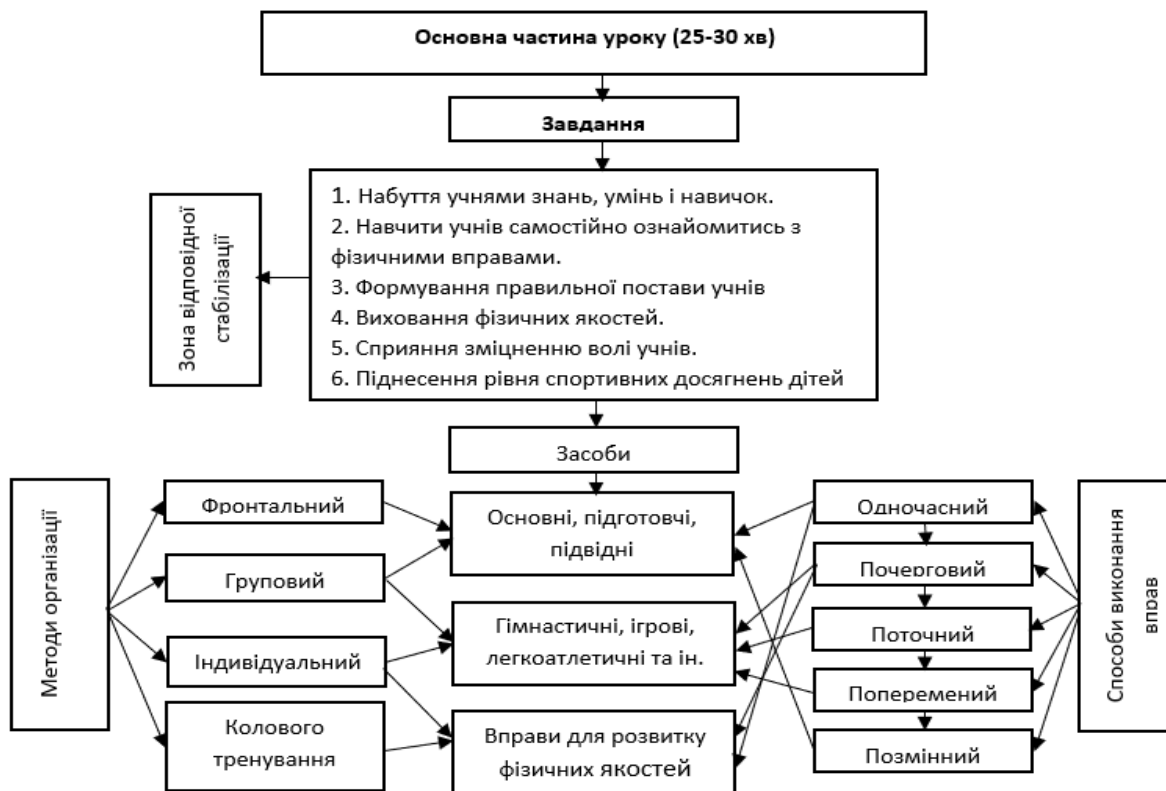 Основна частина уроку (25-30 хв)
Завдання
Зона відповідної
стабілізації
1. Набуття учнями знань, умінь і навичок.
2. Навчити учнів самостійно ознайомитись з
фізичними вправами.
3. Формування правильної постави учнів
4. Виховання фізичних якостей.
5. Сприяння зміцненню волі учнів.
6. Піднесення рівня спортивних досягнень дітей
Засоби
Методи організації
Фронтальний
Груповий
Індивідуальний
Колового
тренування
Основні, підготовчі,
підвідні
Гімнастичні, ігрові,
легкоатлетичні та ін.
Вправи для розвитку
фізичних якостей
Одночасний
Почерговий
Поточний
Поперемений
Позмінний
Способи виконання
вправ